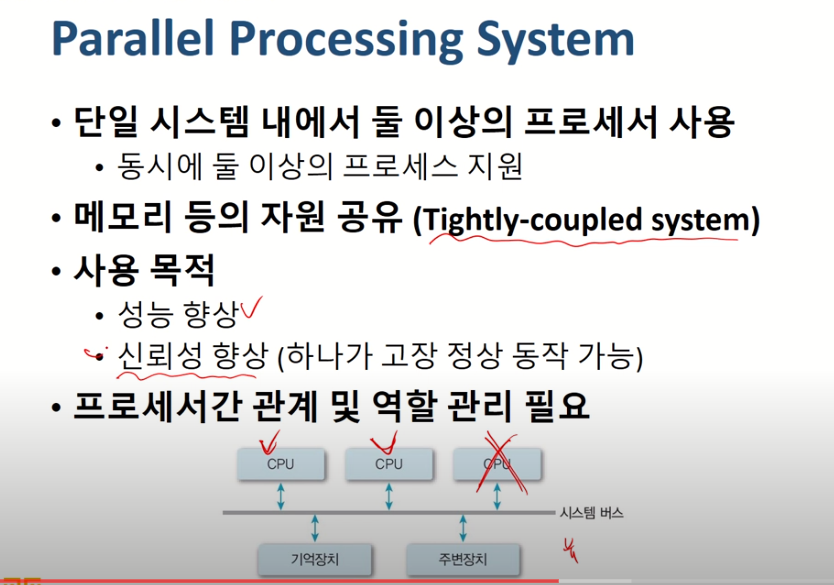 Parallel Processing System
• 단일 시스템 내에서 둘 이상의 프로세서 사용
• 동시에 둘 이상의 프로세스 지원
• 메모리 등의 자원 공유 (Tightly-coupled system)
• 사용 목적
• 성능 향상
• 신뢰성 향상 (하나가 고장 정상 동작 가능)
• 프로세서간 관계 및 역할 관리 필요
CPU CPU CPU
시스템 버스
기억장치 주변장치